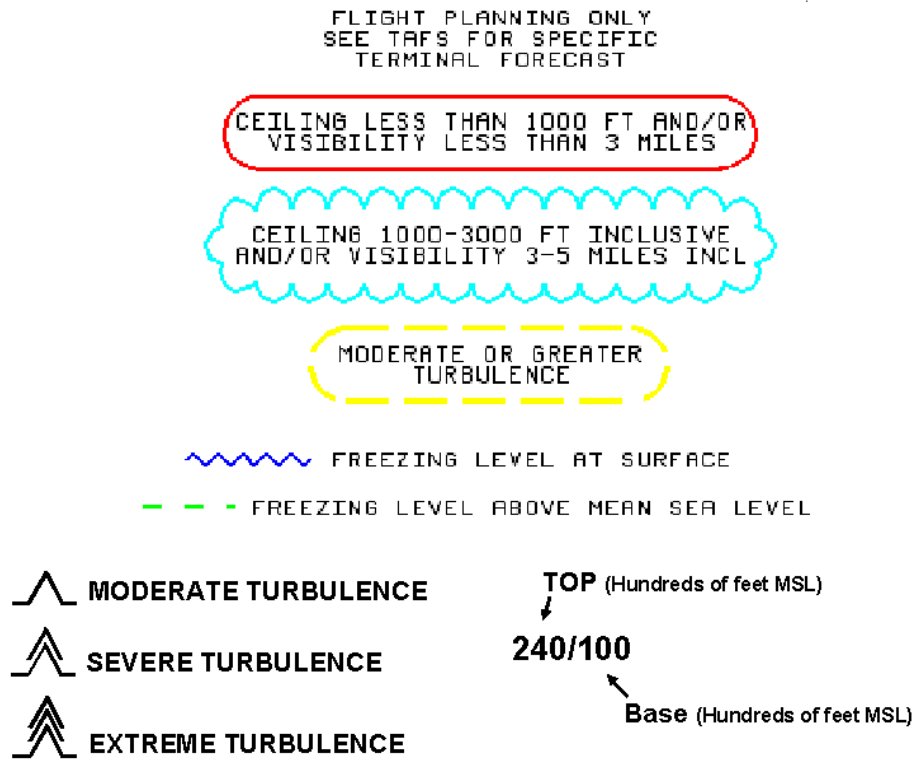 FLIGHT PLANNING ONLY
SEE TAFS FOR SPECIFIC
TERMINAL FORECAST
CEILING LESS THAN 1000 FT AND/OR
VISIBILITY LESS THAN 3 MILES
CEILING 1000-3000 FT INCLUSIVE
AND/OR VISIBILITY 3-5 MILES INCL
MODERATE OR GREATER
TURBULENCE
FREEZING LEVEL AT SURFACE
FREEZING LEVEL ABOVE MEAN SEA LEVEL
MODERATE TURBULENCE
SEVERE TURBULENCE
EXTREME TURBULENCE
TOP (Hundreds of feet MSL)
240/100
Base (Hundreds of feet MSL)